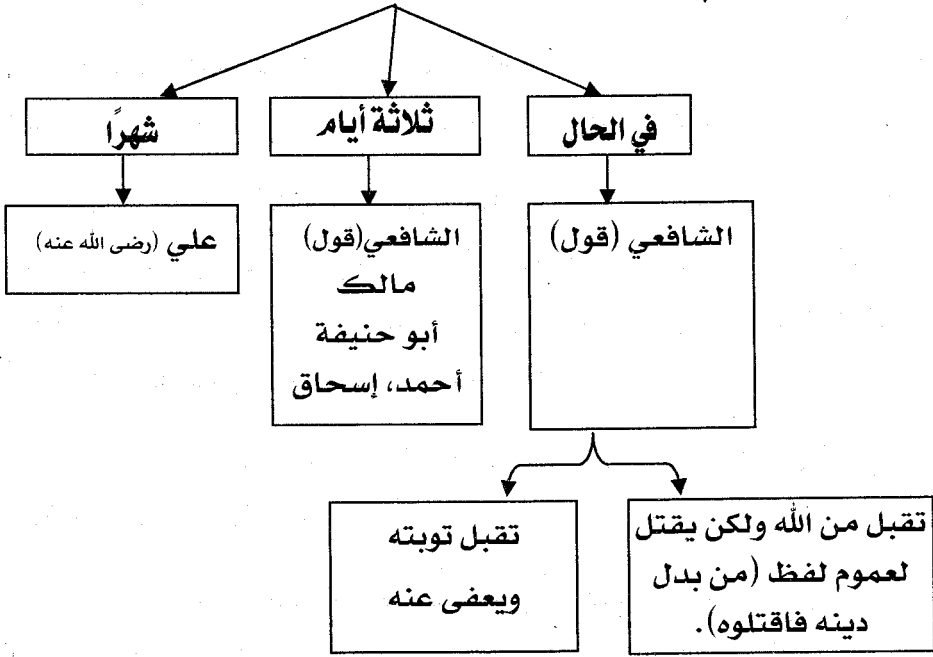 في الحال
ثلاثة أيام
شهرًا
الشافعي (قول)
الشافعي(قول)
مالك
أبو حنيفة
أحمد، إسحاق
علي (رضى الله عنه)
تقبل من الله ولكن يقتل
لعموم لفظ (من بدل
دينه فاقتلوه).
تقبل توبته
ويعفى عنه